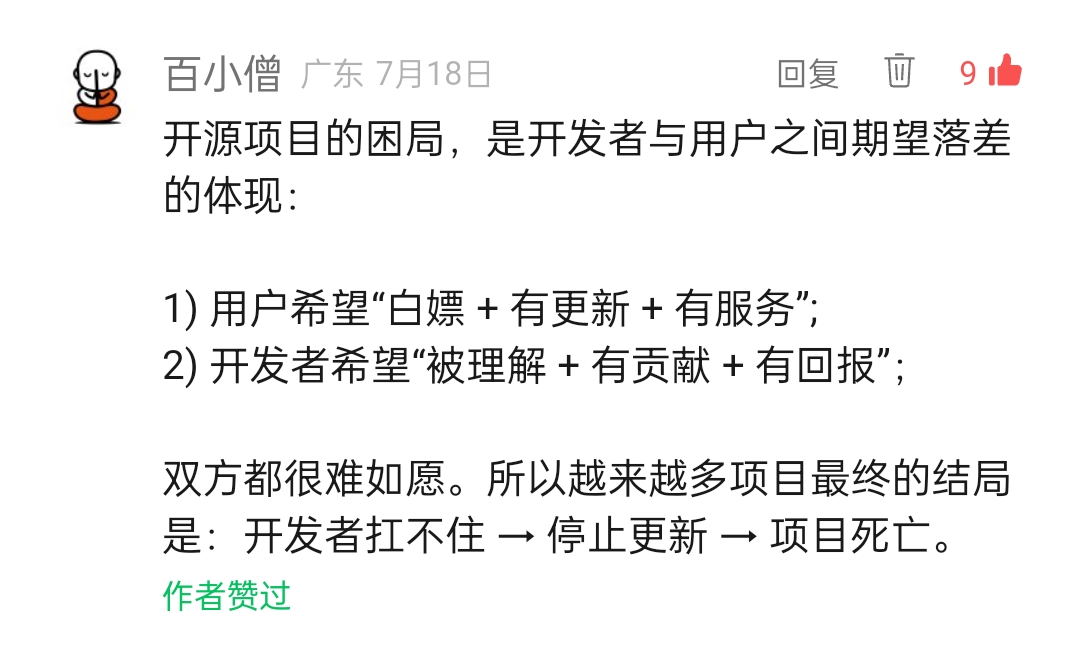 百小僧 广东 7月18日 回复 9
开源项目的困局，是开发者与用户之间期望落差
的体现：
1) 用户希望“白嫖 + 有更新 + 有服务”;
2) 开发者希望“被理解 + 有贡献 + 有回报”；
双方都很难如愿。所以越来越多项目最终的结局
是：开发者扛不住 → 停止更新 → 项目死亡。
作者赞过